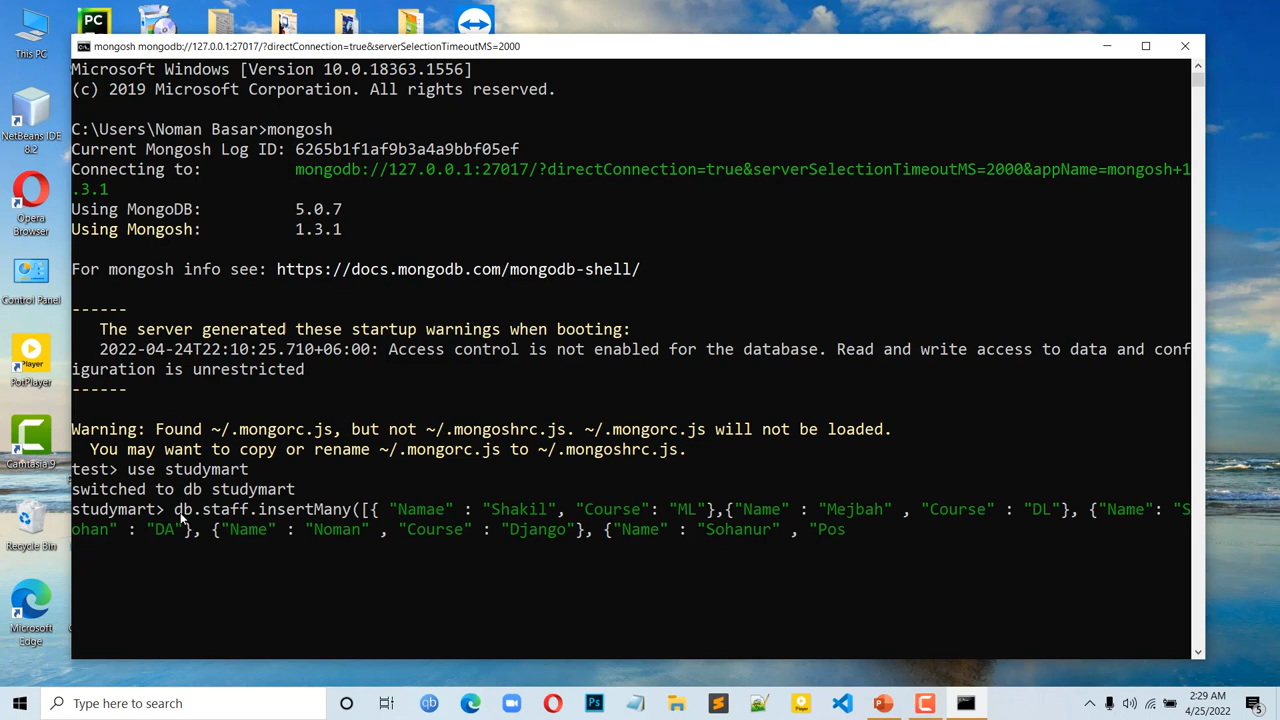 This PC
NetBeans IDE
8.2
Opera
Browser
Control Panel
PotPlayer
Camtasia 9
Recycle Bin
Microsoft
Edge
PC
mongosh mongodb://127.0.0.1:27017/?directConnection=true&serverSelectionTimeoutMS=2000
Microsoft Windows [Version 10.0.18363.1556]
(c) 2019 Microsoft Corporation. All rights reserved.
C:\Users\Noman Basar>mongosh
Current Mongosh Log ID: 6265b1f1af9b3a4a9bbf05ef
Connecting to: mongodb://127.0.0.1:27017/?directConnection=true&serverSelectionTimeoutMS=2000&appName=mongosh+1
.3.1
Using MongoDB: 5.0.7
Using Mongosh: 1.3.1
For mongosh info see: https://docs.mongodb.com/mongodb-shell/
------
The server generated these startup warnings when booting:
2022-04-24T22:10:25.710+06:00: Access control is not enabled for the database. Read and write access to data and conf
iguration is unrestricted
------
Warning: Found ~/.mongorc.js, but not ~/.mongoshrc.js. ~/.mongorc.js will not be loaded.
You may want to copy or rename ~/.mongorc.js to ~/.mongoshrc.js.
test> use studymart
switched to db studymart
studymart> db.staff.insertMany([{ "Namae" : "Shakil", "Course": "ML"},{"Name" : "Mejbah" , "Course" : "DL"}, {"Name": "S
ohan" : "DA"}, {"Name" : "Noman" , "Course" : "Django"}, {"Name" : "Sohanur" , "Pos
Type here to search
2:29 AM
4/25/2022
5